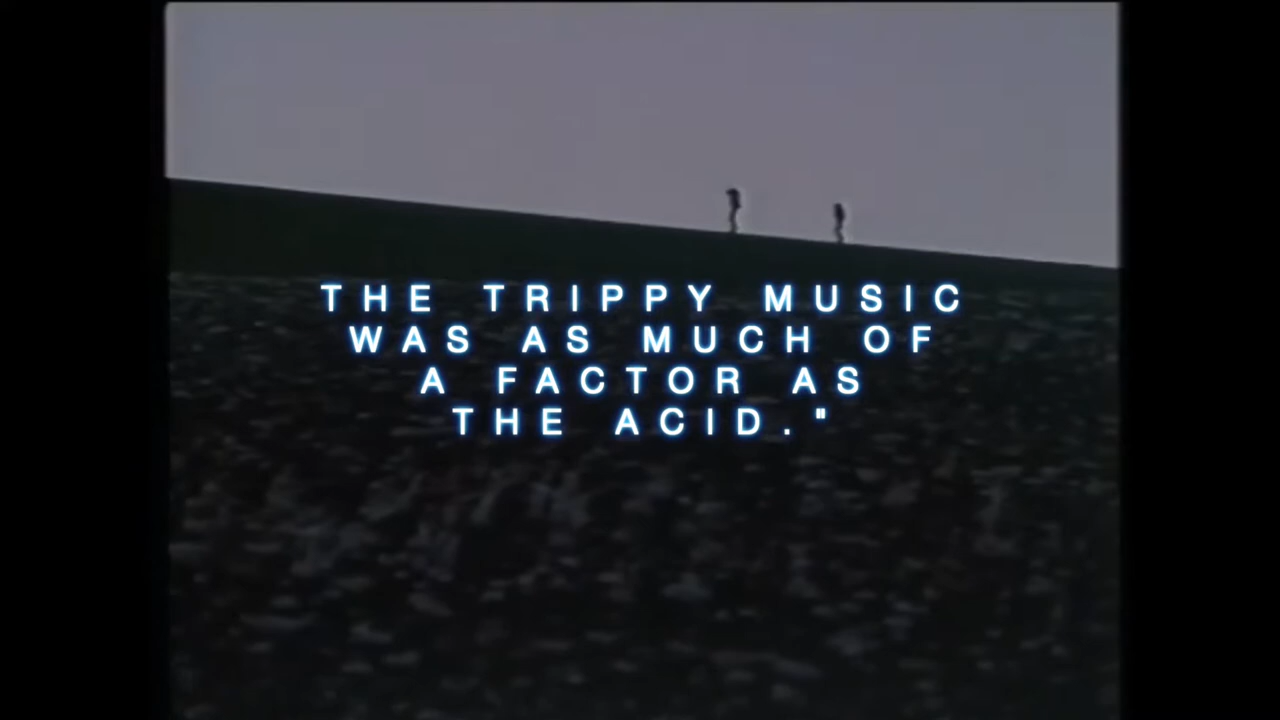 THE TRIPPY MUSIC
WAS AS MUCH OF
A FACTOR AS
THE ACID."